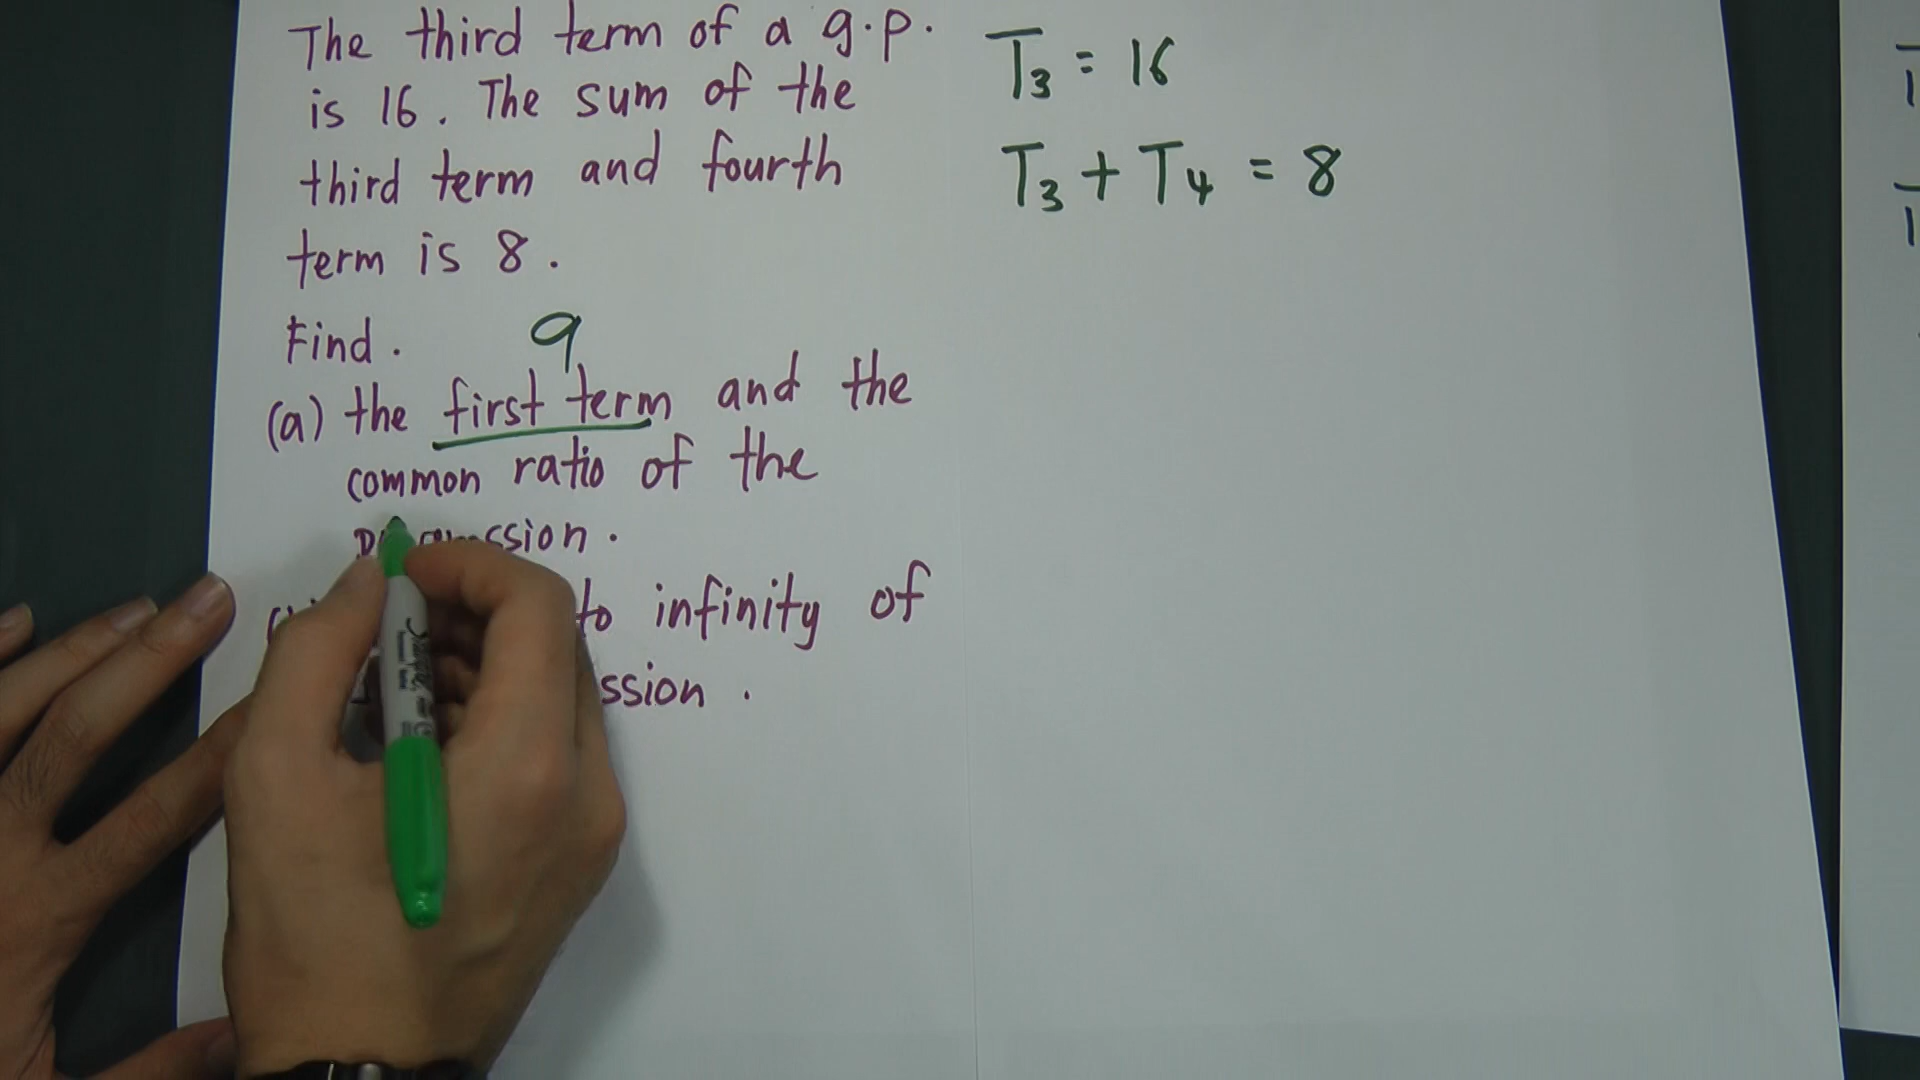 The third term of a g.p.
is 16. The sum of the
third term and fourth
term is 8.
Find.
a
(a) the first term and the
common ratio of the
to infinity of
T3 = 16
T3 + T4 = 8